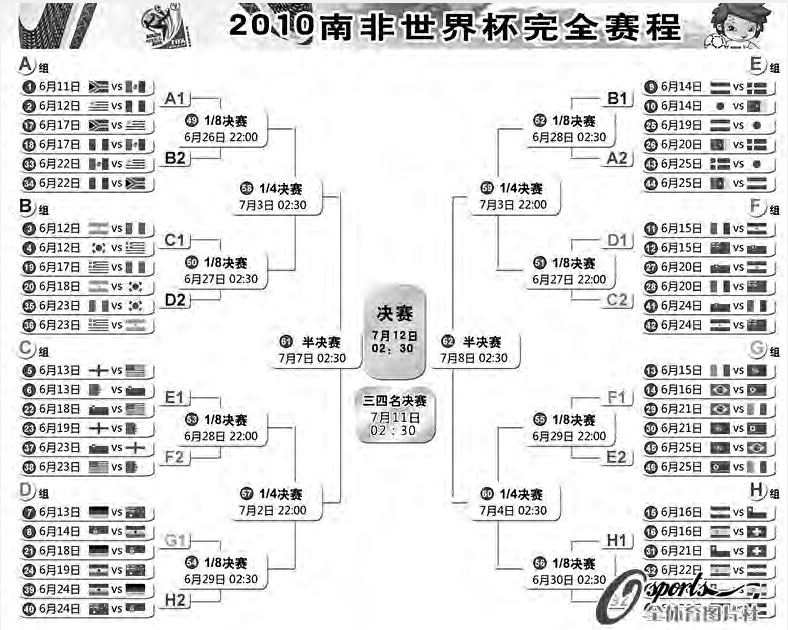 2010南非世界杯完全赛程
A组
1 6月11日 VS
2 6月12日 VS
17 6月17日 VS
18 6月17日 VS
33 6月22日 VS
34 6月22日 VS
B组
3 6月12日 VS
4 6月12日 VS
19 6月17日 VS
20 6月18日 VS
35 6月23日 VS
36 6月23日 VS
C组
5 6月13日 VS
6 6月13日 VS
22 6月18日 VS
23 6月19日 VS
37 6月23日 VS
38 6月23日 VS
D组
7 6月13日 VS
8 6月14日 VS
21 6月18日 VS
24 6月19日 VS
39 6月24日 VS
40 6月24日 VS
A1
49 1/8决赛
6月26日 22:00
B2
58 1/4决赛
7月3日 02:30
C1
50 1/8决赛
6月27日 02:30
D2
61 半决赛
7月7日 02:30
E1
53 1/8决赛
6月28日 22:00
F2
57 1/4决赛
7月2日 22:00
G1
54 1/8决赛
6月29日 02:30
H2
决赛
7月12日
02：30
三四名决赛
7月11日
02：30
B1
52 1/8决赛
6月28日 02:30
A2
59 1/4决赛
7月3日 22:00
D1
51 1/8决赛
6月27日 22:00
C2
62 半决赛
7月8日 02:30
F1
55 1/8决赛
6月29日 22:00
E2
60 1/4决赛
7月4日 02:30
H1
56 1/8决赛
6月30日 02:30
E组
9 6月14日 VS
10 6月14日 VS
25 6月19日 VS
26 6月20日 VS
43 6月25日 VS
44 6月25日 VS
F组
11 6月15日 VS
12 6月15日 VS
27 6月20日 VS
28 6月20日 VS
41 6月24日 VS
42 6月24日 VS
G组
13 6月15日 VS
14 6月16日 VS
29 6月21日 VS
30 6月21日 VS
45 6月25日 VS
46 6月25日 VS
H组
15 6月16日 VS
16 6月16日 VS
31 6月21日 VS
32 6月22日 VS
osports
全体育图片社